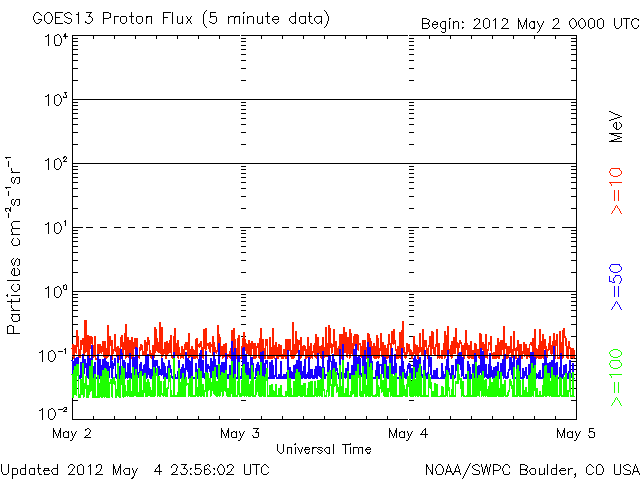 GOES13 Proton Flux (5 minute data)
Begin: 2012 May 2 0000 UTC
Particles cm⁻²s⁻¹sr⁻¹
10⁴
10³
10²
10¹
10⁰
10⁻¹
10⁻²
MeV
>=10
>=50
>=100
May 2
May 3
May 4
May 5
Universal Time
Updated 2012 May 4 23:56:02 UTC
NOAA/SWPC Boulder, CO USA